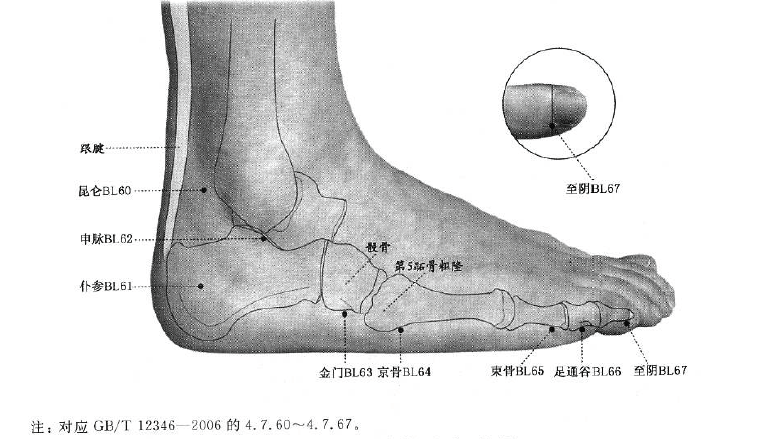 跟腱
至阴BL67
昆仑BL60
申脉BL62
骰骨
第5跖骨粗隆
仆参BL61
金门BL63 京骨BL64 束骨BL65 足通谷BL66 至阴BL67
注：对应 GB/T 12346—2006 的 4.7.60～4.7.67。